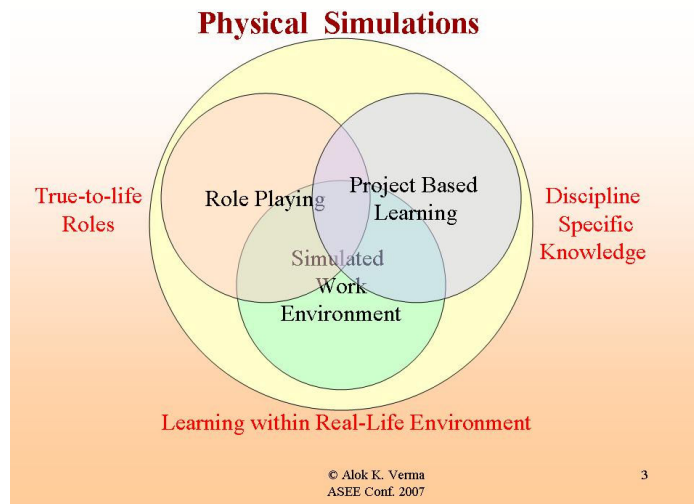 Physical Simulations
True-to-life
Roles
Role Playing
Project Based
Learning
Discipline
Specific
Knowledge
Simulated
Work
Environment
Learning within Real-Life Environment
© Alok K. Verma
ASEE Conf. 2007
3